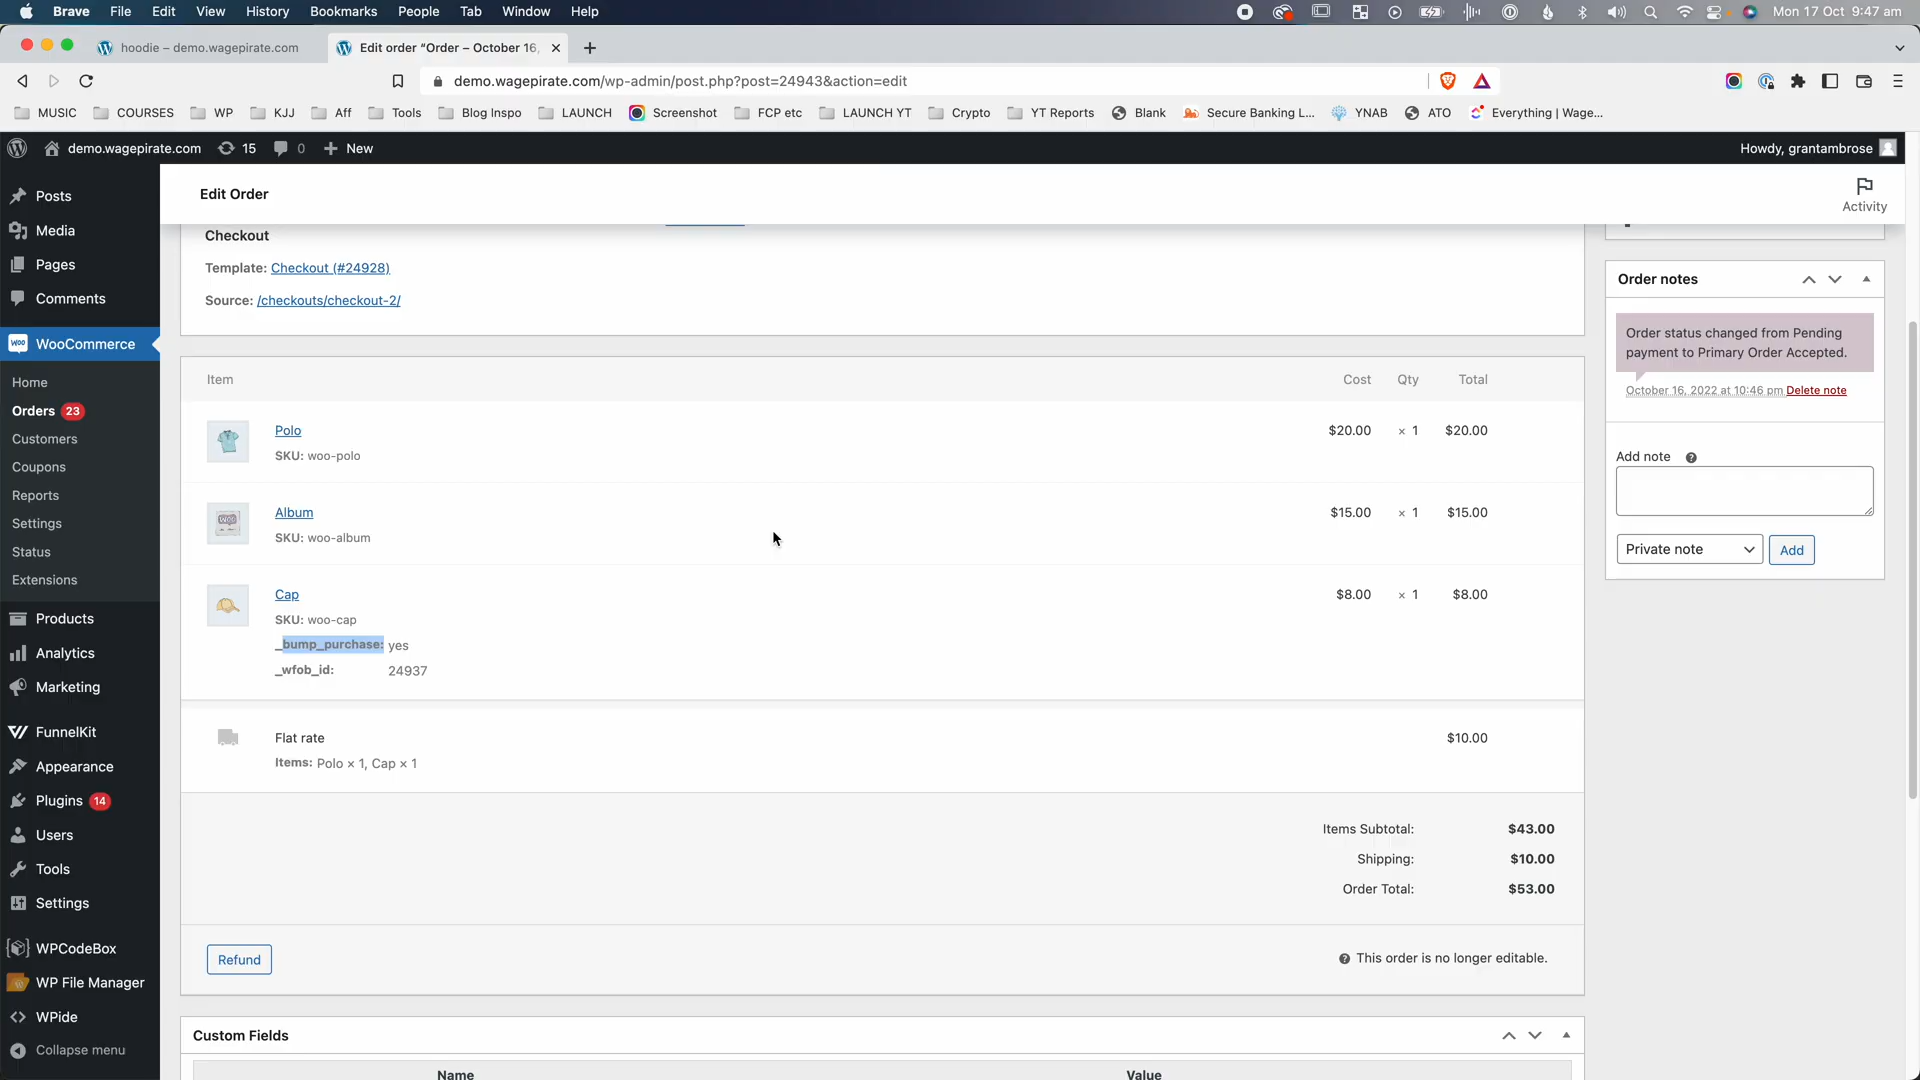 Brave File Edit View History Bookmarks People Tab Window Help
Mon 17 Oct 9:47 am
hoodie – demo.wagepirate.com
Edit order "Order – October 16,
demo.wagepirate.com/wp-admin/post.php?post=24943&action=edit
MUSIC COURSES WP KJJ Aff Tools Blog Inspo LAUNCH Screenshot FCP etc LAUNCH YT Crypto YT Reports Blank Secure Banking L... YNAB ATO Everything | Wage...
demo.wagepirate.com 15 0 New
Howdy, grantambrose
Posts
Media
Pages
Comments
WooCommerce
Home
Orders 23
Customers
Coupons
Reports
Settings
Status
Extensions
Products
Analytics
Marketing
FunnelKit
Appearance
Plugins 14
Users
Tools
Settings
WPCodeBox
WP File Manager
WPide
Collapse menu
Edit Order
Activity
Checkout
Template: Checkout (#24928)
Source: /checkouts/checkout-2/
Item Cost Qty Total
Polo $20.00 × 1 $20.00
SKU: woo-polo
WOO
Album $15.00 × 1 $15.00
SKU: woo-album
Cap $8.00 × 1 $8.00
SKU: woo-cap
_bump_purchase: yes
_wfob_id: 24937
Flat rate $10.00
Items: Polo × 1, Cap × 1
Items Subtotal: $43.00
Shipping: $10.00
Order Total: $53.00
Refund
This order is no longer editable.
Custom Fields
Name Value
Order notes
Order status changed from Pending
payment to Primary Order Accepted.
October 16, 2022 at 10:46 pm Delete note
Add note
Private note
Add